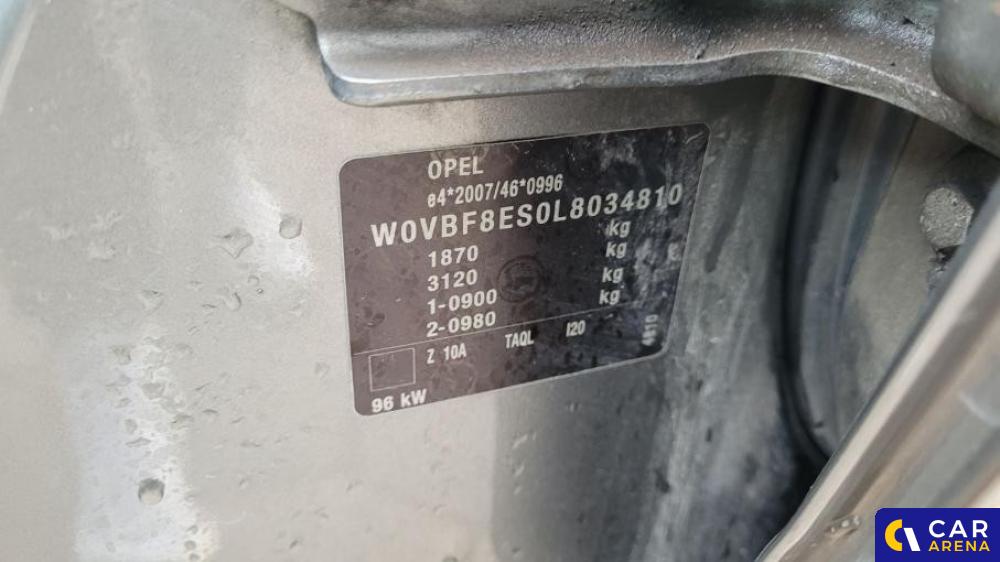 OPEL
e4*2007/46*0996
W0VBF8ES0L8034810
1870 kg
3120 kg
1-0900 kg
2-0980 kg
Z 10A TAQL I20
4810
96 kW
CAR
ARENA